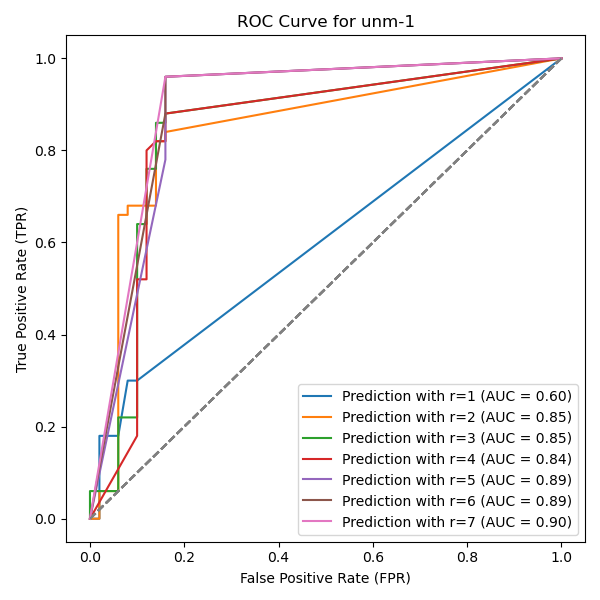 ROC Curve for unm-1
True Positive Rate (TPR)
1.0
0.8
0.6
0.4
0.2
0.0
Prediction with r=1 (AUC = 0.60)
Prediction with r=2 (AUC = 0.85)
Prediction with r=3 (AUC = 0.85)
Prediction with r=4 (AUC = 0.84)
Prediction with r=5 (AUC = 0.89)
Prediction with r=6 (AUC = 0.89)
Prediction with r=7 (AUC = 0.90)
0.0 0.2 0.4 0.6 0.8 1.0
False Positive Rate (FPR)